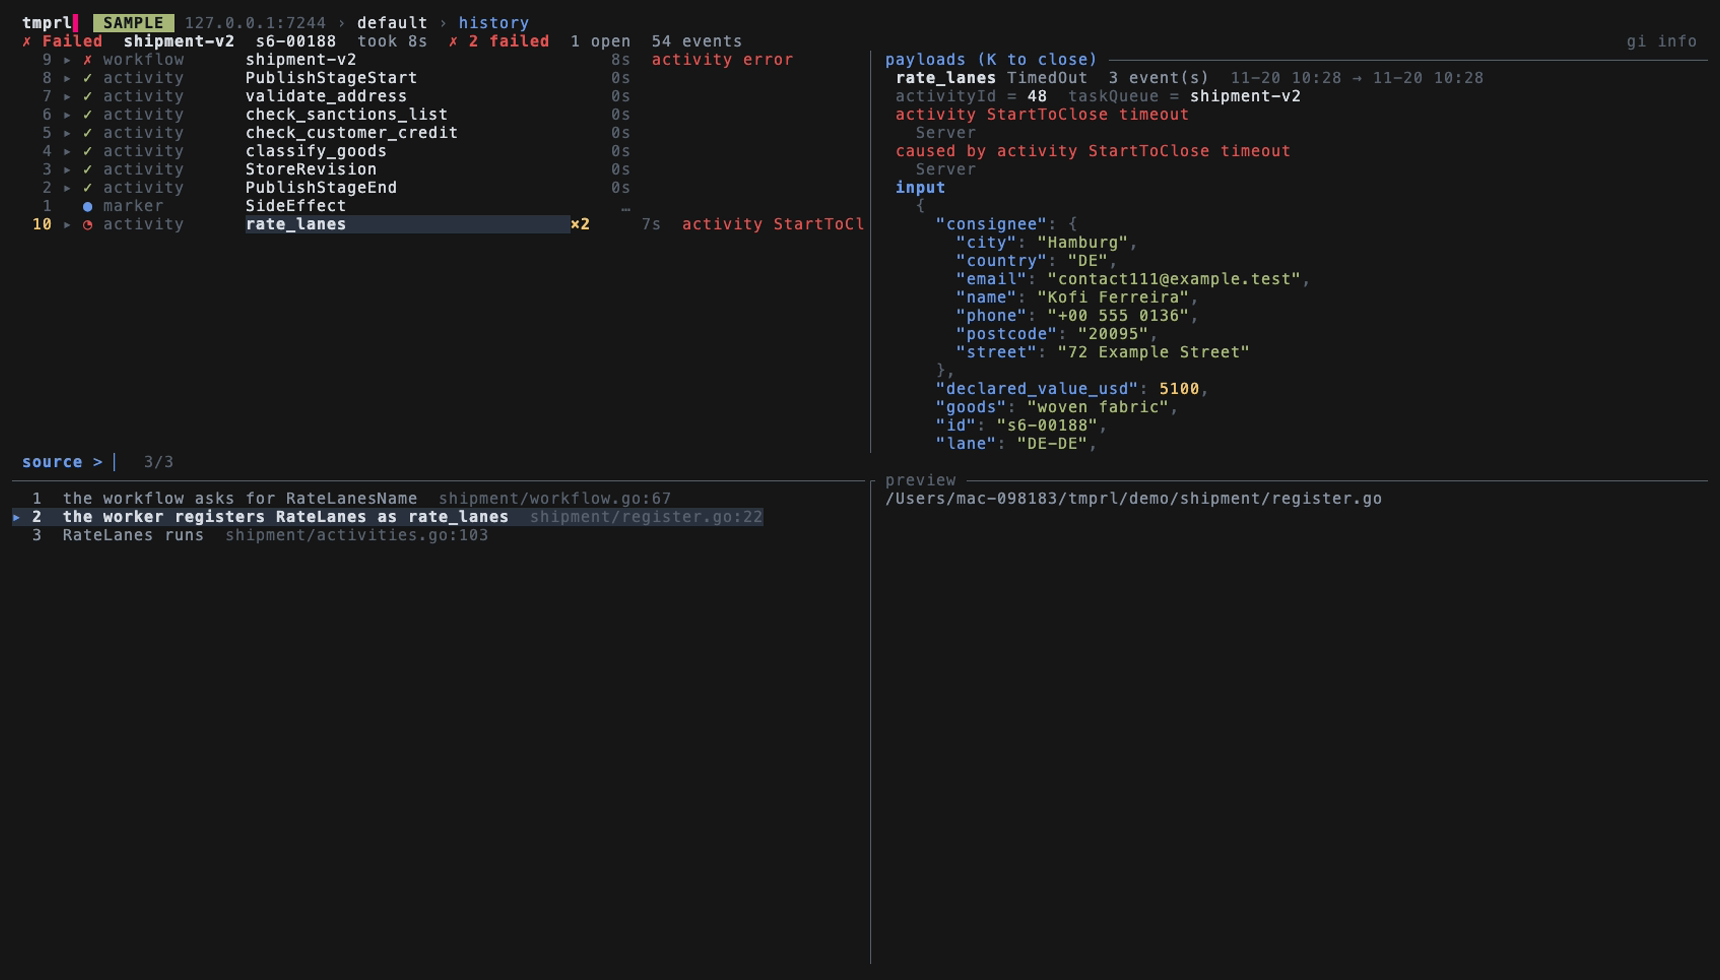 tmprl SAMPLE 127.0.0.1:7244 › default › history
✗ Failed shipment-v2 s6-00188 took 8s ✗ 2 failed 1 open 54 events gi info
9 ▸ ✗ workflow shipment-v2 8s activity error
8 ▸ ✓ activity PublishStageStart 0s
7 ▸ ✓ activity validate_address 0s
6 ▸ ✓ activity check_sanctions_list 0s
5 ▸ ✓ activity check_customer_credit 0s
4 ▸ ✓ activity classify_goods 0s
3 ▸ ✓ activity StoreRevision 0s
2 ▸ ✓ activity PublishStageEnd 0s
1 ● marker SideEffect …
10 ▸ ◔ activity rate_lanes ×2 7s activity StartToCl
payloads (K to close)
rate_lanes TimedOut 3 event(s) 11-20 10:28 → 11-20 10:28
activityId = 48 taskQueue = shipment-v2
activity StartToClose timeout
Server
caused by activity StartToClose timeout
Server
input
{
"consignee": {
"city": "Hamburg",
"country": "DE",
"email": "contact111@example.test",
"name": "Kofi Ferreira",
"phone": "+00 555 0136",
"postcode": "20095",
"street": "72 Example Street"
},
"declared_value_usd": 5100,
"goods": "woven fabric",
"id": "s6-00188",
"lane": "DE-DE",
source > 3/3
1 the workflow asks for RateLanesName shipment/workflow.go:67
▸ 2 the worker registers RateLanes as rate_lanes shipment/register.go:22
3 RateLanes runs shipment/activities.go:103
preview
/Users/mac-098183/tmprl/demo/shipment/register.go